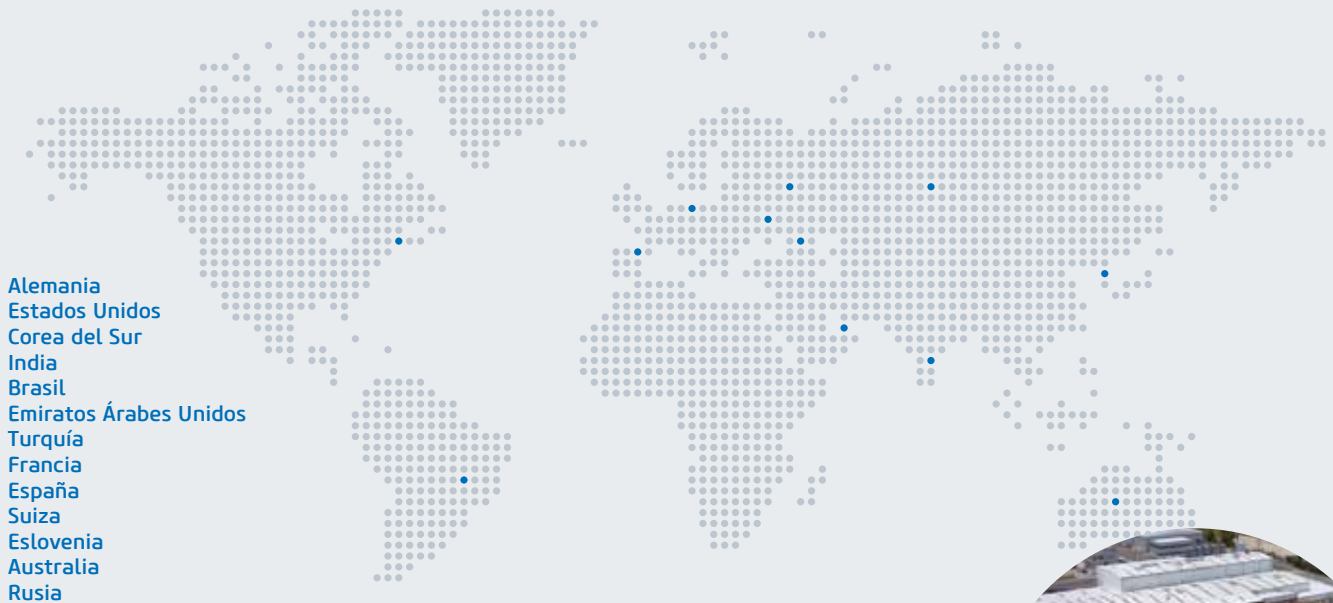 Alemania
Estados Unidos
Corea del Sur
India
Brasil
Emiratos Árabes Unidos
Turquía
Francia
España
Suiza
Eslovenia
Australia
Rusia